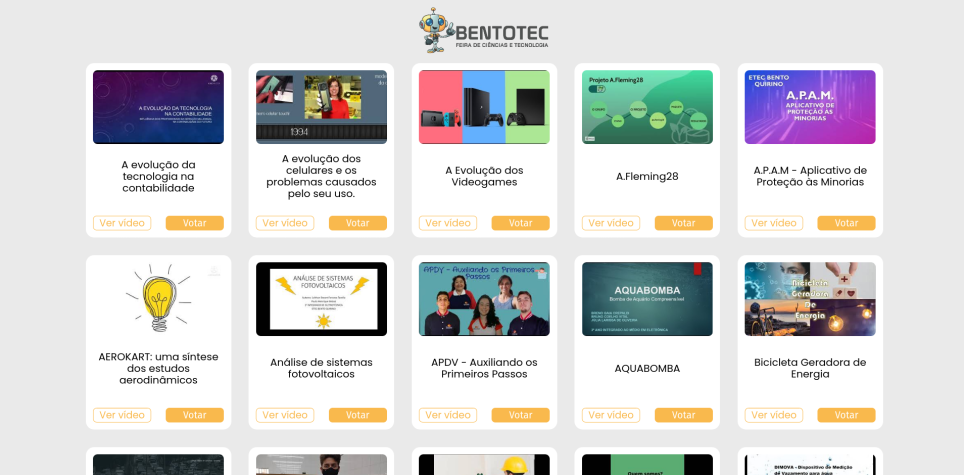 BENTOTEC
FEIRA DE CIÊNCIAS E TECNOLOGIA
A EVOLUÇÃO DA TECNOLOGIA
NA CONTABILIDADE
A evolução da
tecnologia na
contabilidade
Ver vídeo
Votar
1994
A evolução dos
celulares e os
problemas causados
pelo seu uso.
Ver vídeo
Votar
A Evolução dos
Videogames
Ver vídeo
Votar
Projeto A.Fleming28
A.Fleming28
Ver vídeo
Votar
ETEC BENTO
QUIRINO
A.P.A.M.
APLICATIVO DE
PROTEÇÃO ÀS
MINORIAS
A.P.A.M - Aplicativo de
Proteção às Minorias
Ver vídeo
Votar
AEROKART: uma síntese
dos estudos
aerodinâmicos
Ver vídeo
Votar
ANÁLISE DE SISTEMAS
FOTOVOLTAICOS
Análise de sistemas
fotovoltaicos
Ver vídeo
Votar
APDV - Auxiliando os Primeiros
Passos
APDV - Auxiliando os
Primeiros Passos
Ver vídeo
Votar
AQUABOMBA
Bomba de Aquário Compreensível
AQUABOMBA
Ver vídeo
Votar
Bicicleta
Geradora
De
Energia
Bicicleta Geradora de
Energia
Ver vídeo
Votar
Quem somos?
DIMOVA - Dispositivo de Medição
de Vazamento para água